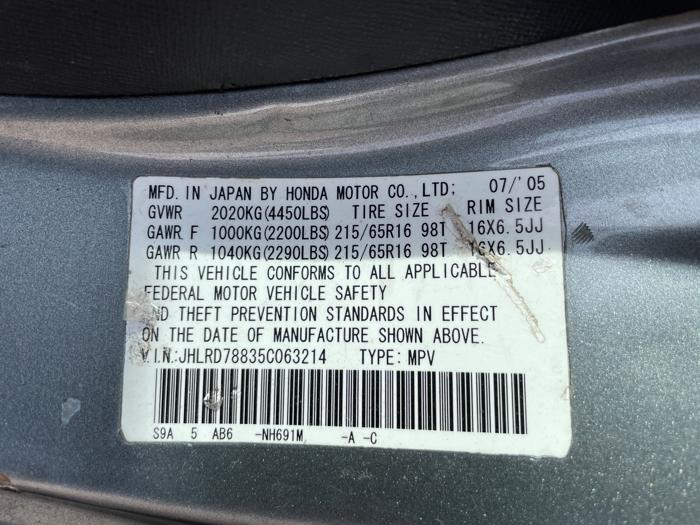 MFD. IN JAPAN BY HONDA MOTOR CO., LTD; 07/'05
GVWR 2020KG(4450LBS) TIRE SIZE RIM SIZE
GAWR F 1000KG(2200LBS) 215/65R16 98T 16X6.5JJ
GAWR R 1040KG(2290LBS) 215/65R16 98T 16X6.5JJ
THIS VEHICLE CONFORMS TO ALL APPLICABLE
FEDERAL MOTOR VEHICLE SAFETY
AND THEFT PREVENTION STANDARDS IN EFFECT
ON THE DATE OF MANUFACTURE SHOWN ABOVE.
V.I.N.:JHLRD78835C063214 TYPE: MPV
S9A 5 AB6 -NH691M -A -C